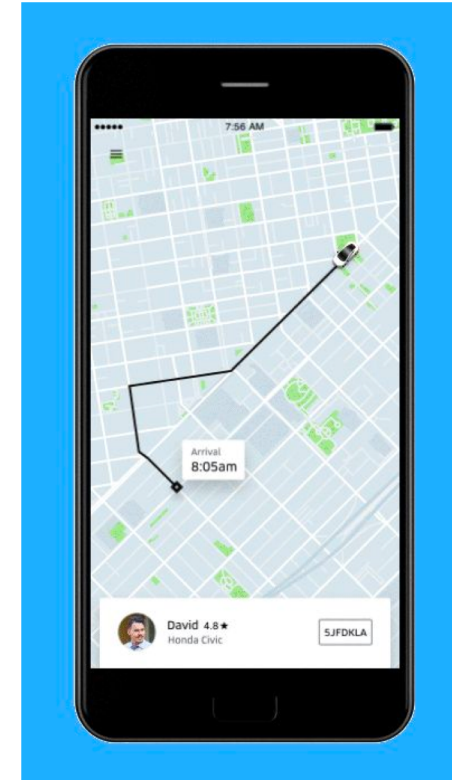 7:56 AM
Arrival
8:05am
David 4.8★
Honda Civic
5JFDKLA